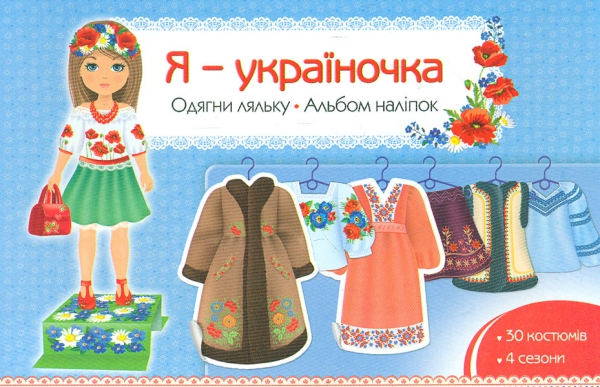 Я – україночка
Одягни ляльку • Альбом наліпок
• 30 костюмів
• 4 сезони